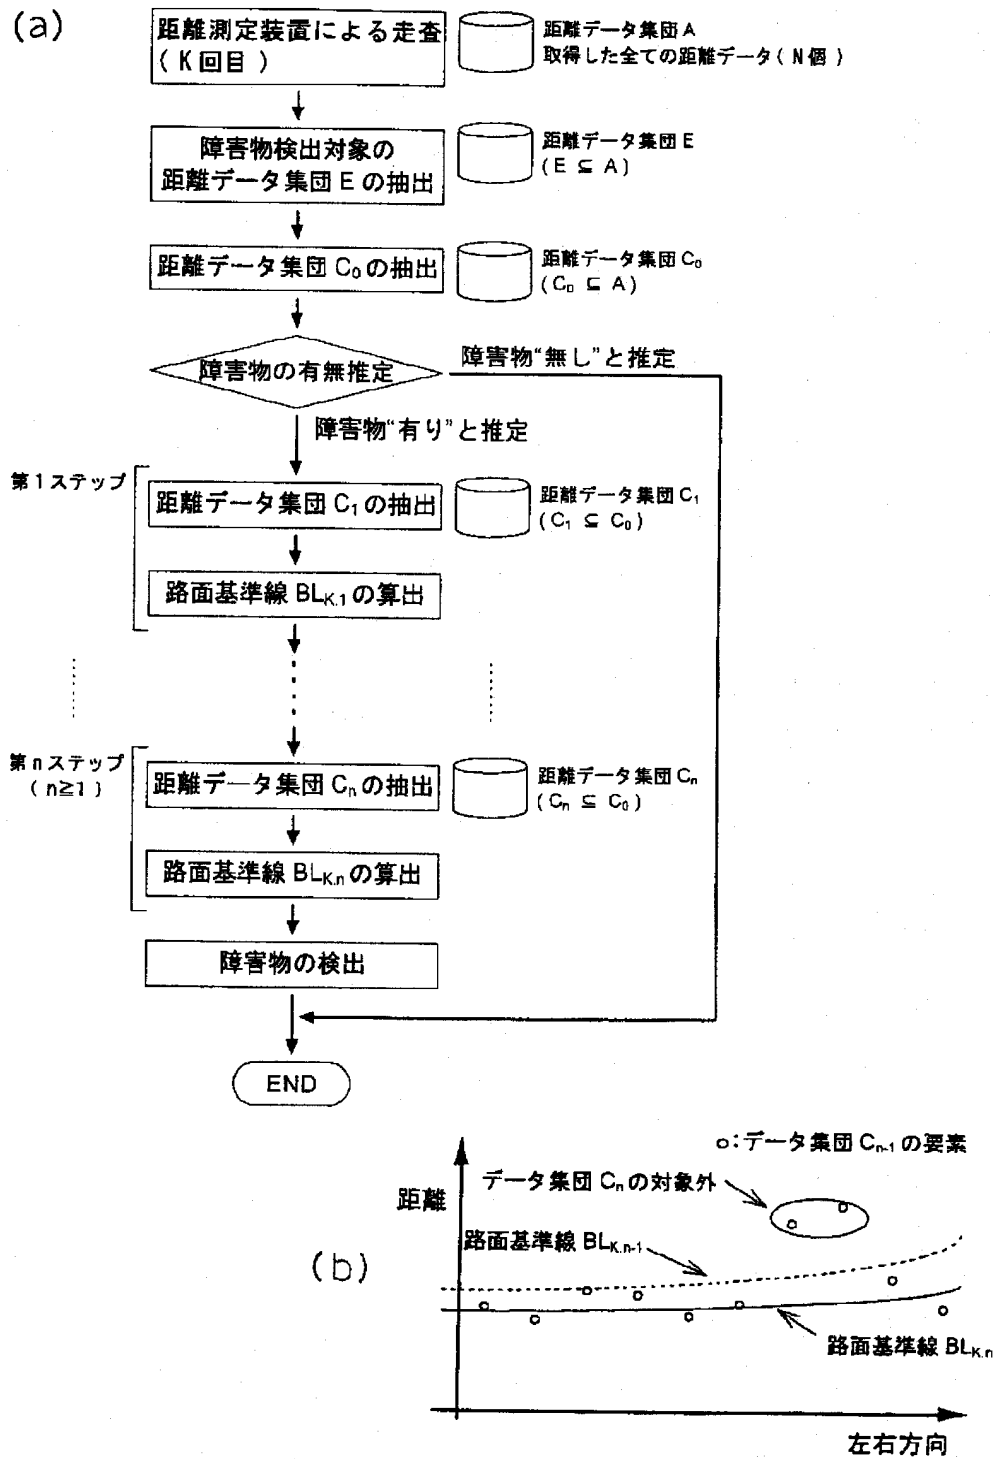 (a)
距離測定装置による走査
(K回目)
距離データ集団A
取得した全ての距離データ(N個)
障害物検出対象の
距離データ集団Eの抽出
距離データ集団E
(E ⊆ A)
距離データ集団C₀の抽出
距離データ集団C₀
(C₀ ⊆ A)
障害物の有無推定
障害物“無し”と推定
障害物“有り”と推定
第1ステップ
距離データ集団C₁の抽出
距離データ集団C₁
(C₁ ⊆ C₀)
路面基準線BLK.1の算出
第nステップ
(n≧1)
距離データ集団Cnの抽出
距離データ集団Cn
(Cn ⊆ C₀)
路面基準線BLK.nの算出
障害物の検出
END
(b)
o:データ集団Cn-1の要素
データ集団Cnの対象外
距離
路面基準線BLK.n-1
路面基準線BLK.n
左右方向